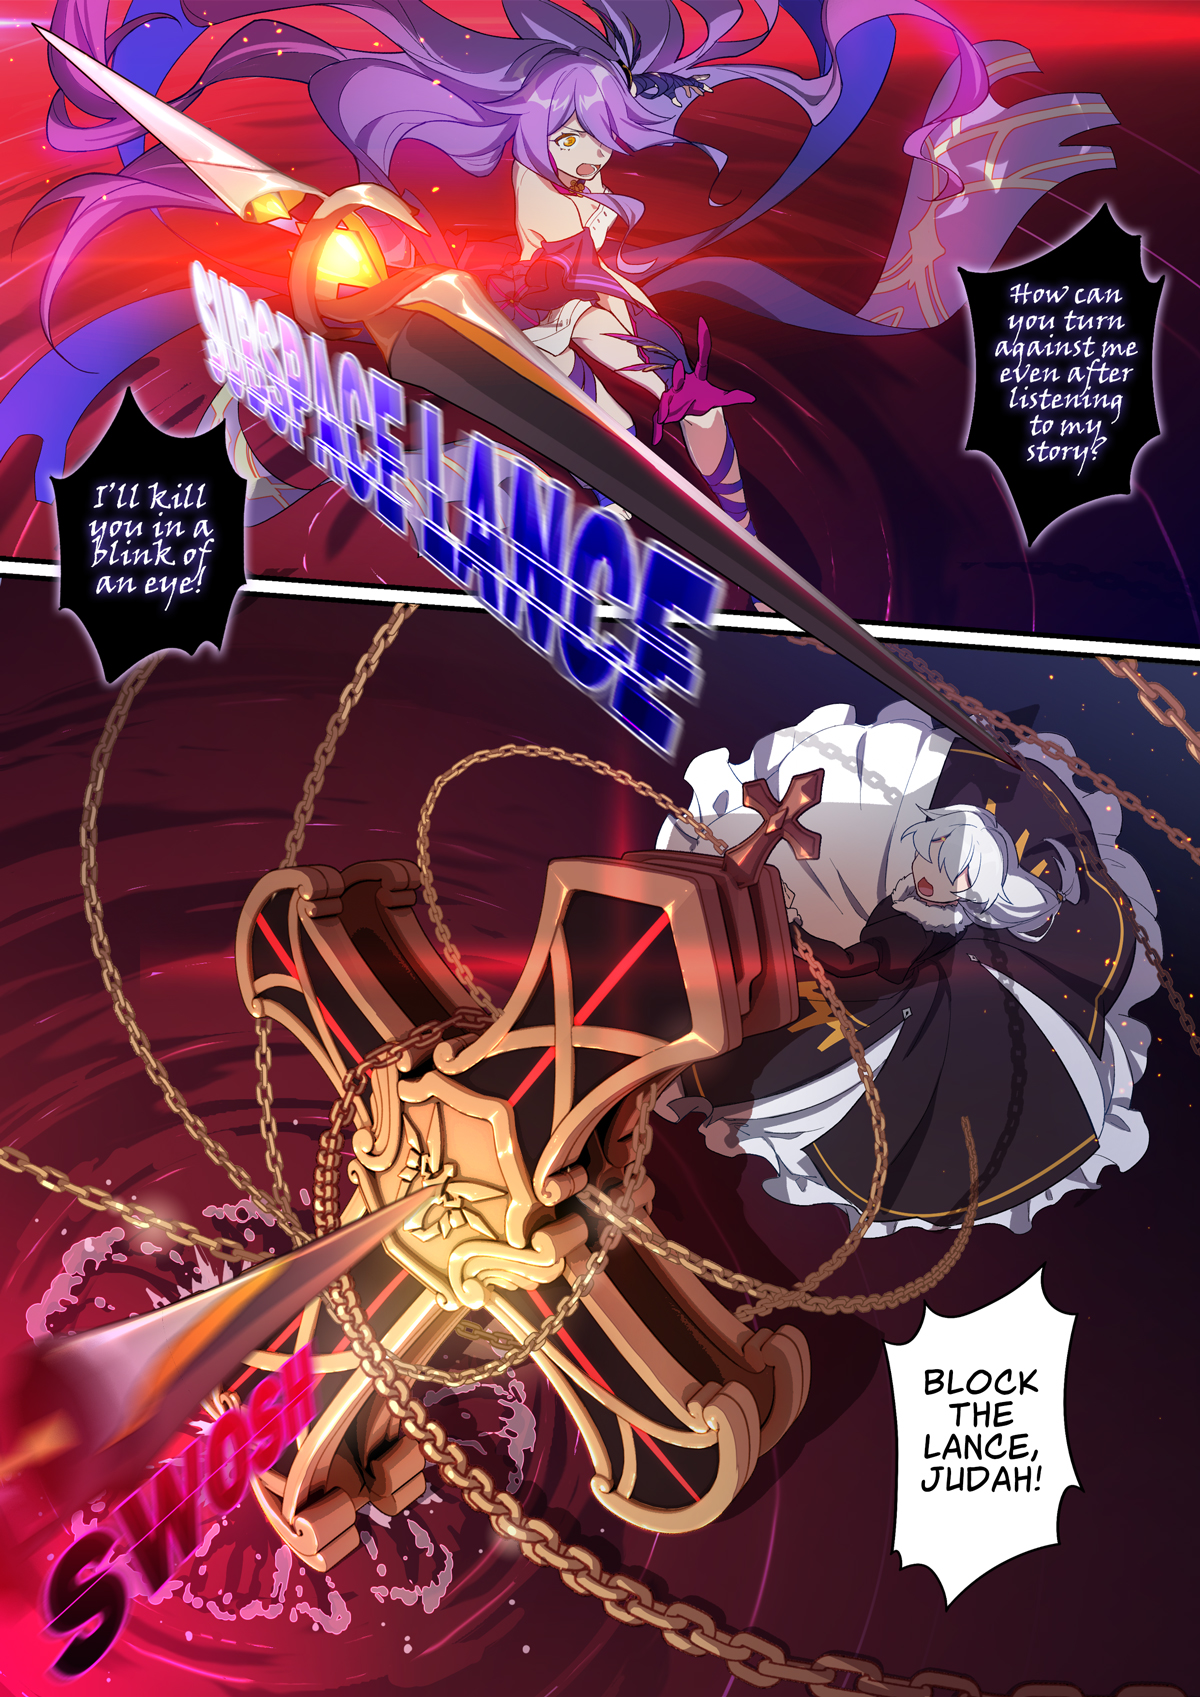 How can
you turn
against me
even after
listening
to my
story?
I'll kill
you in a
blink of
an eye!
SUBSPACE LANCE
BLOCK
THE
LANCE,
JUDAH!
SWOSH